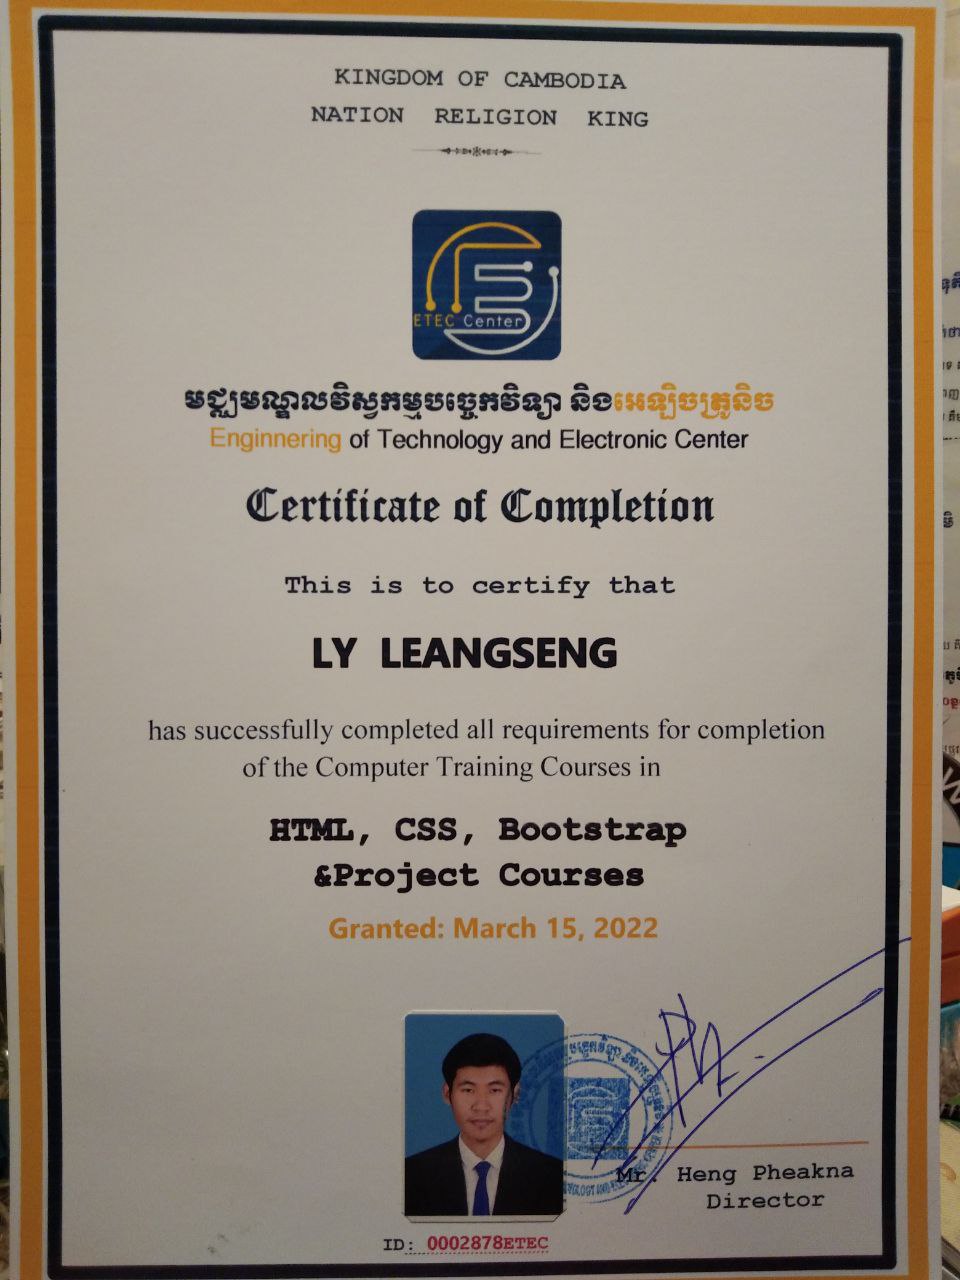 KINGDOM OF CAMBODIA
NATION RELIGION KING
ETEC Center
មជ្ឈមណ្ឌលវិស្វកម្មបច្ចេកវិទ្យា និងអេឡិចត្រូនិច
Enginnering of Technology and Electronic Center
Certificate of Completion
This is to certify that
LY LEANGSENG
has successfully completed all requirements for completion
of the Computer Training Courses in
HTML, CSS, Bootstrap
&Project Courses
Granted: March 15, 2022
Mr. Heng Pheakna
Director
ID: 0002878ETEC